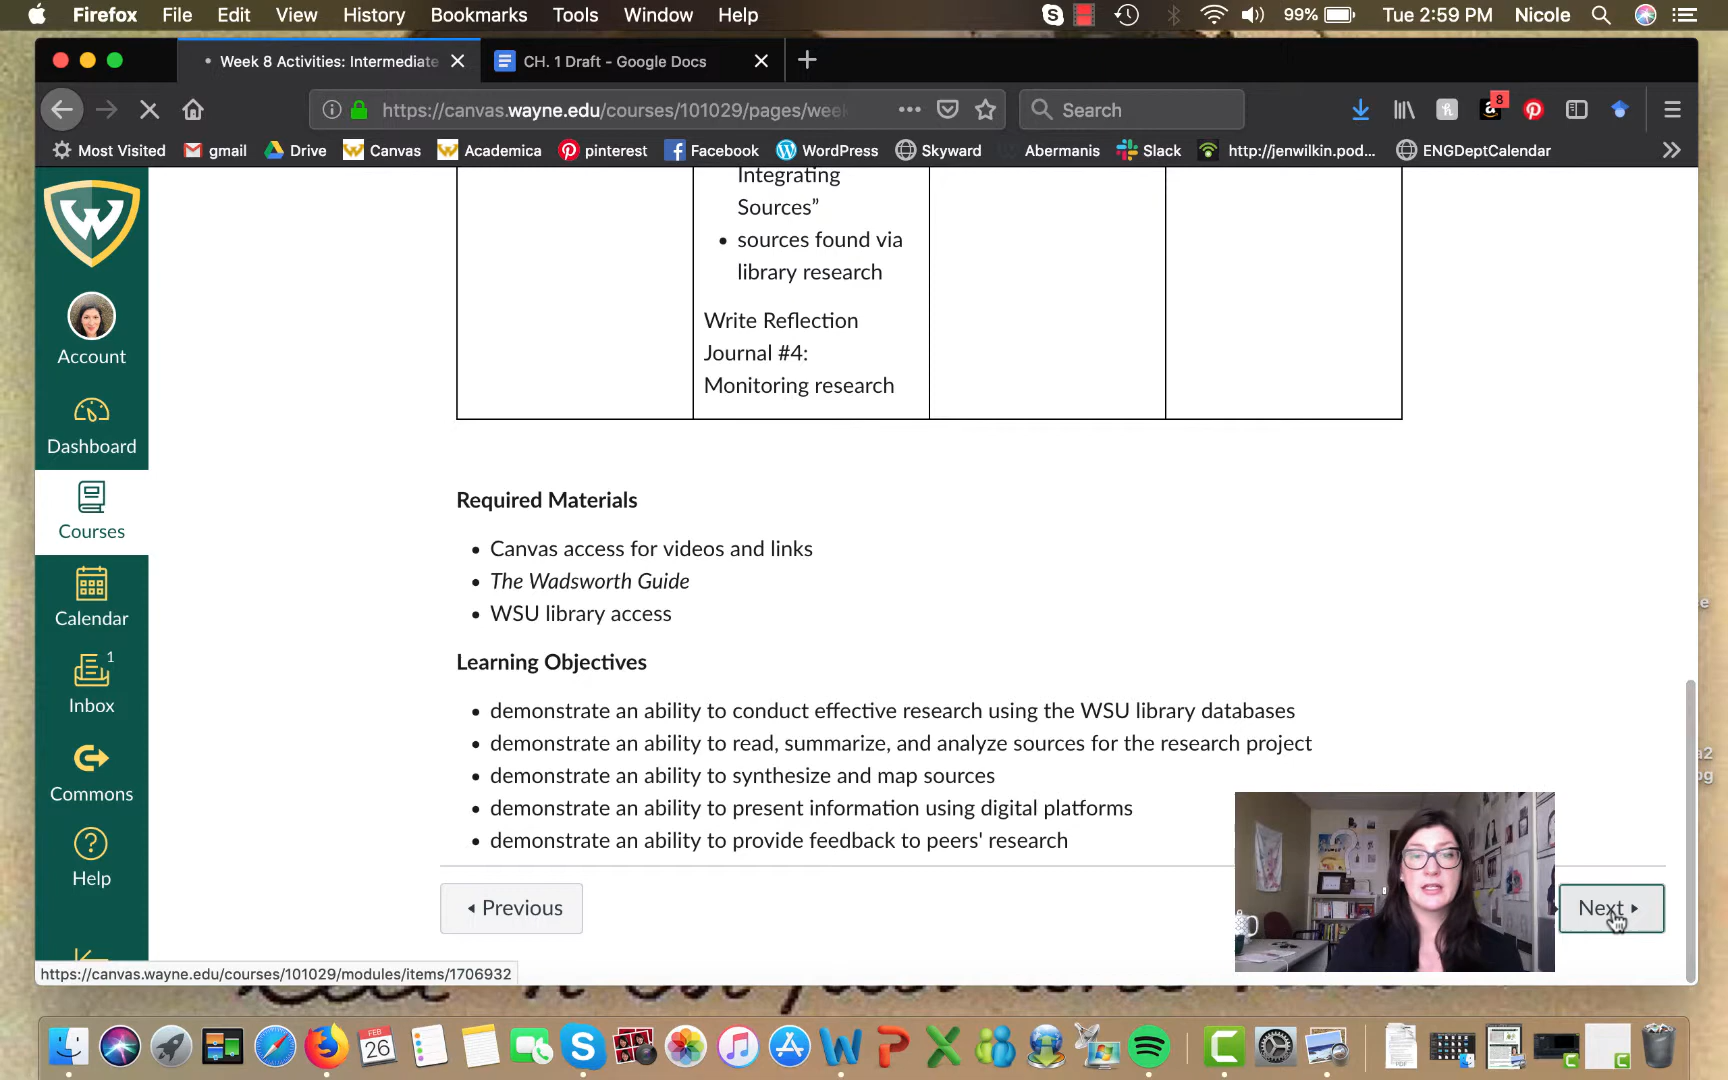 Firefox File Edit View History Bookmarks Tools Window Help 99% Tue 2:59 PM Nicole
Week 8 Activities: Intermediate
CH. 1 Draft - Google Docs
https://canvas.wayne.edu/courses/101029/pages/week
Search
8
Most Visited gmail Drive Canvas Academica pinterest Facebook WordPress Skyward Abermanis Slack http://jenwilkin.pod... ENGDeptCalendar
W
Account
Dashboard
Courses
Calendar
1
Inbox
Commons
Help
Integrating
Sources”
• sources found via
library research
Write Reflection
Journal #4:
Monitoring research
Required Materials
• Canvas access for videos and links
• The Wadsworth Guide
• WSU library access
Learning Objectives
• demonstrate an ability to conduct effective research using the WSU library databases
• demonstrate an ability to read, summarize, and analyze sources for the research project
• demonstrate an ability to synthesize and map sources
• demonstrate an ability to present information using digital platforms
• demonstrate an ability to provide feedback to peers' research
Previous
Next
https://canvas.wayne.edu/courses/101029/modules/items/1706932
FEB
26